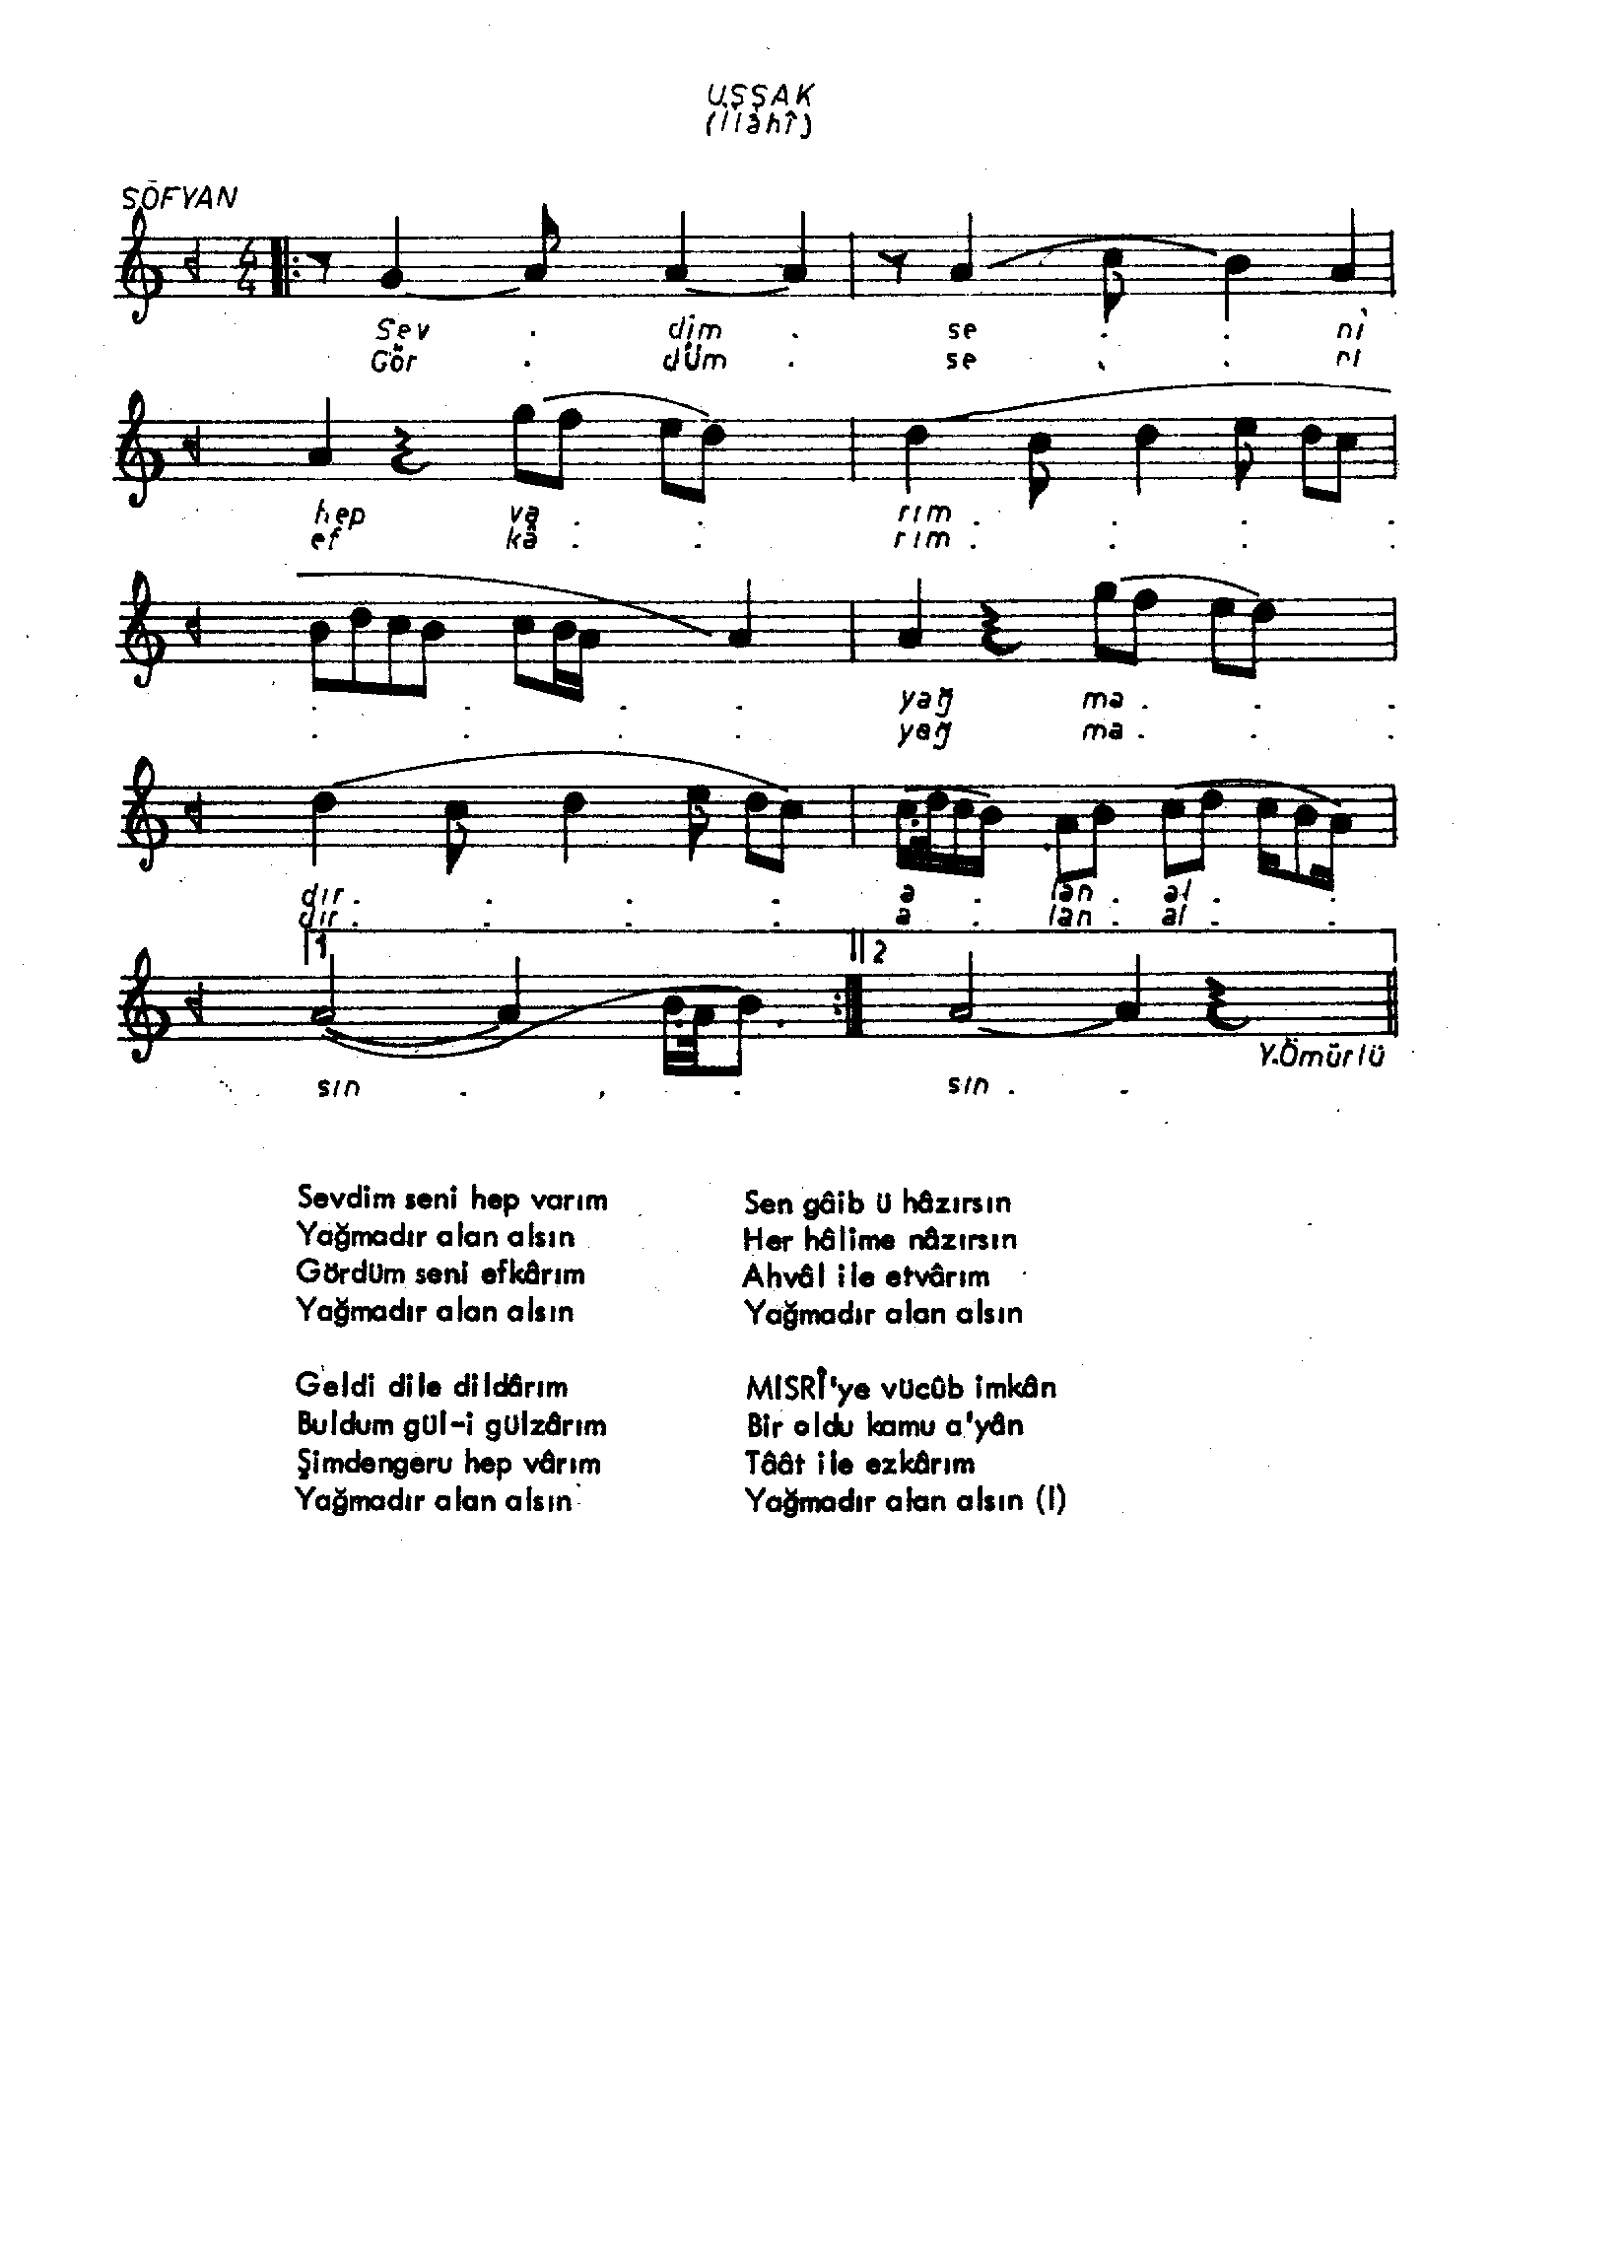 UŞŞAK
(İlâhî)
SÖFYAN
4
4
Sev . dim . se . . ni
Gör . düm . se . . ni
hep va . . rım . . . .
ef kâ . . rım . . . .
. . . . yağ ma . . .
. . . . yağ ma . . .
dır . . . . a . lan . al . .
dır . . . . a . lan . al . .
1 2
Y.Ömürlü
sın . . . . sın . .
Sevdim seni hep varım
Yağmadır alan alsın
Gördüm seni efkârım
Yağmadır alan alsın
Geldi dile dildârım
Buldum gül-i gülzârım
Şimdengeru hep vârım
Yağmadır alan alsın
Sen gâib ü hâzırsın
Her hâlime nâzırsın
Ahvâl ile etvârım
Yağmadır alan alsın
MISRÎ'ye vücûb imkân
Bir oldu kamu a'yân
Tâât ile ezkârım
Yağmadır alan alsın (I)